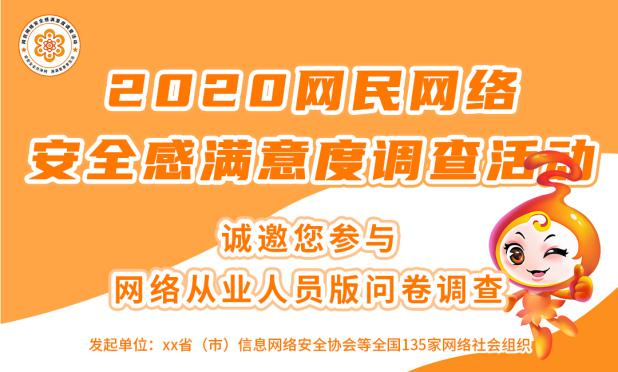 2020网民网络
安全感满意度调查活动
诚邀您参与
网络从业人员版问卷调查
发起单位：xx省（市）信息网络安全协会等全国135家网络社会组织